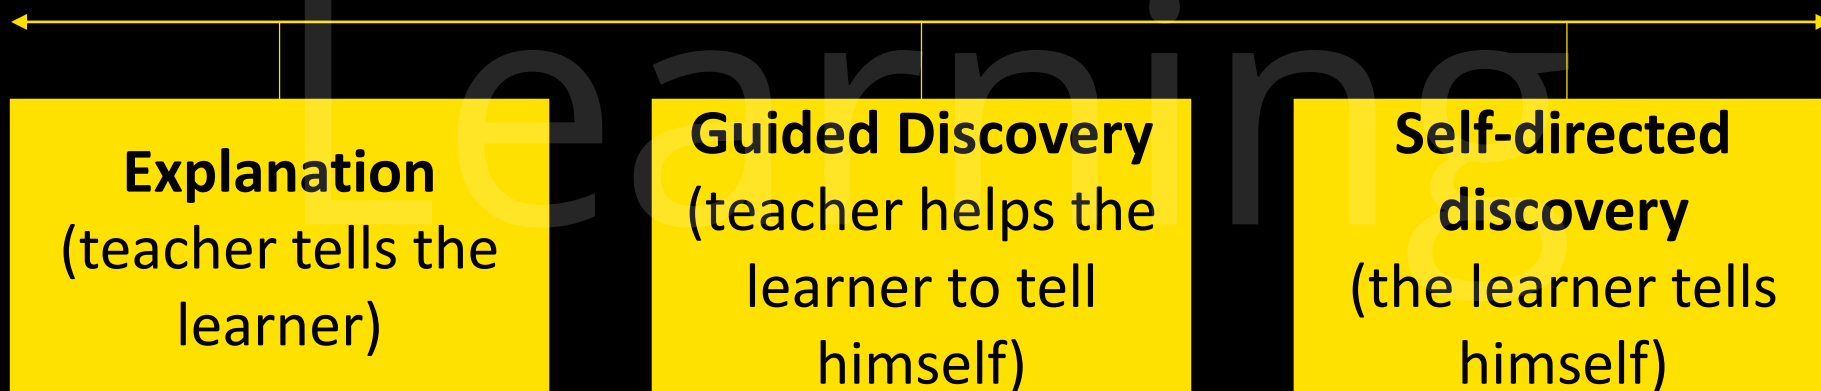 Learning
Explanation
(teacher tells the
learner)
Guided Discovery
(teacher helps the
learner to tell
himself)
Self-directed
discovery
(the learner tells
himself)